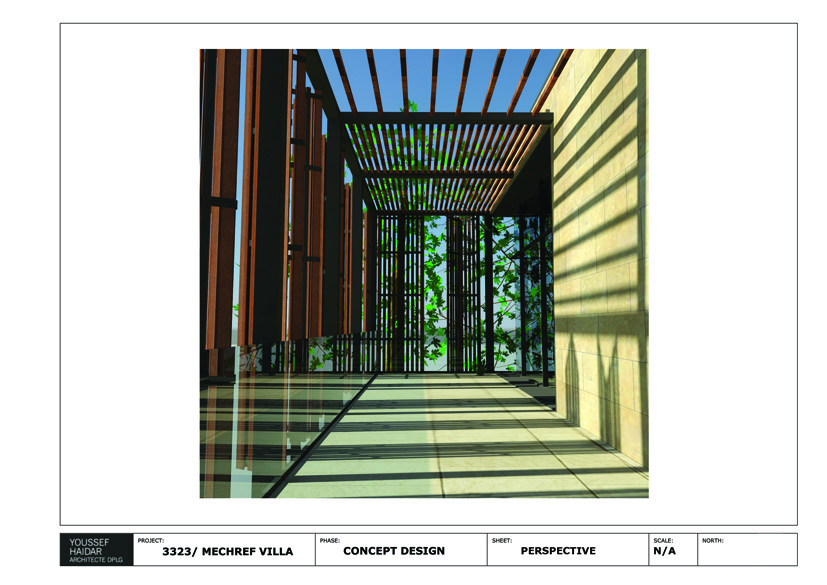 YOUSSEF
HAIDAR
ARCHITECTE DPLG
PROJECT:
3323/ MECHREF VILLA
PHASE:
CONCEPT DESIGN
SHEET:
PERSPECTIVE
SCALE:
N/A
NORTH: